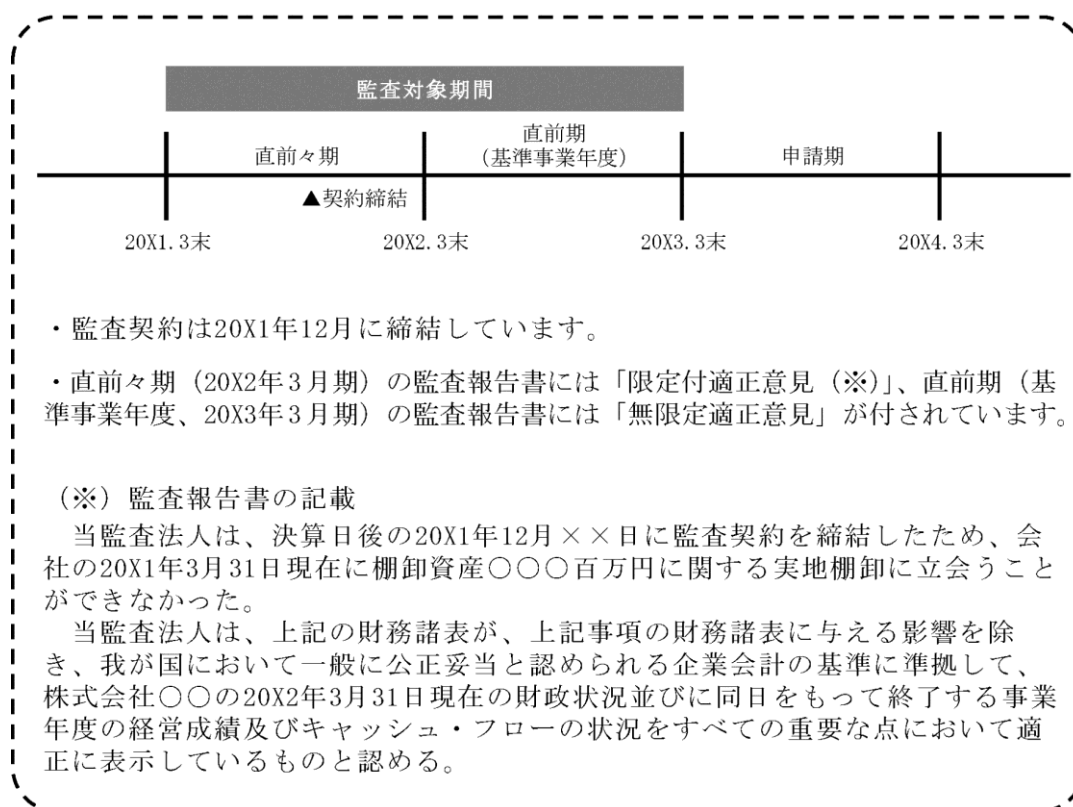 監査対象期間
直前々期
直前期
(基準事業年度)
申請期
▲契約締結
20X1.3末
20X2.3末
20X3.3末
20X4.3末
・監査契約は20X1年12月に締結しています。
・直前々期（20X2年３月期）の監査報告書には「限定付適正意見（※）」、直前期（基
準事業年度、20X3年３月期）の監査報告書には「無限定適正意見」が付されています。
（※）監査報告書の記載
当監査法人は、決算日後の20X1年12月××日に監査契約を締結したため、会
社の20X1年3月31日現在に棚卸資産○○○百万円に関する実地棚卸に立会うこと
ができなかった。
当監査法人は、上記の財務諸表が、上記事項の財務諸表に与える影響を除
き、我が国において一般に公正妥当と認められる企業会計の基準に準拠して、
株式会社○○の20X2年3月31日現在の財政状況並びに同日をもって終了する事業
年度の経営成績及びキャッシュ・フローの状況をすべての重要な点において適
正に表示しているものと認める。